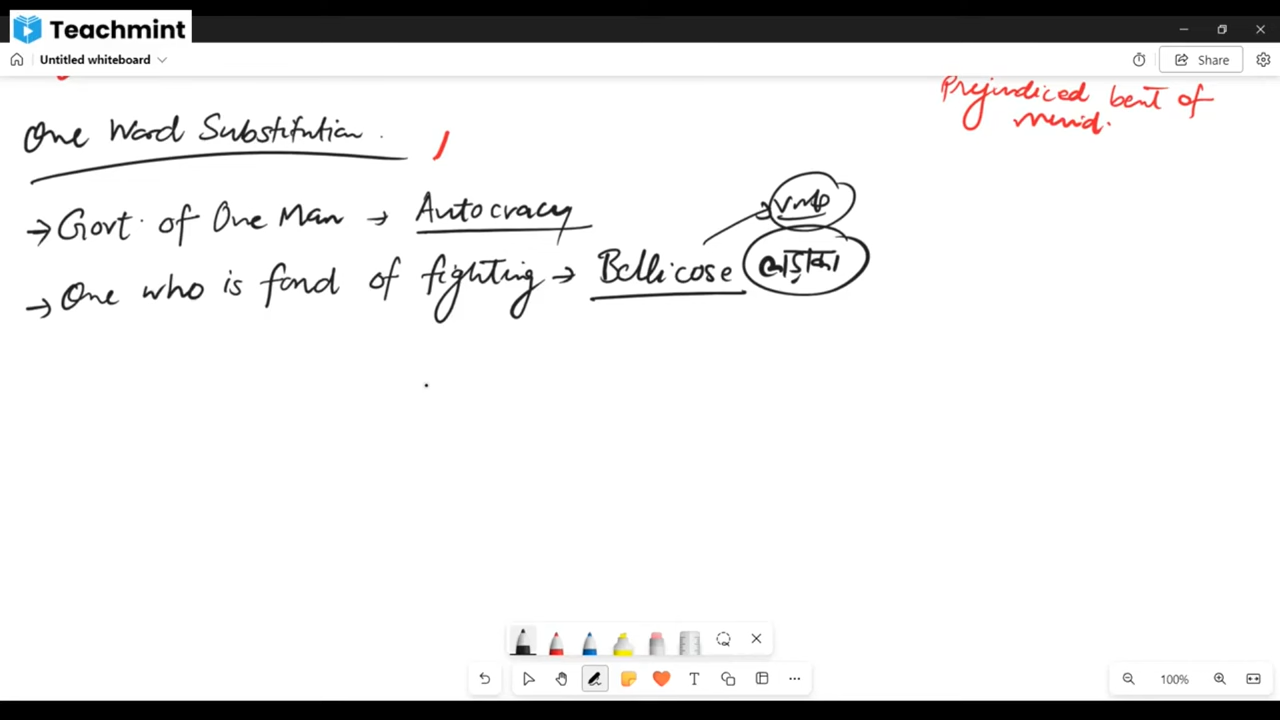 Teachmint
Untitled whiteboard
Share
Prejudiced bent of
One Word Substitution.
→ Govt. of One Man → Autocracy
→ One who is fond of fighting → Bellicose
100%